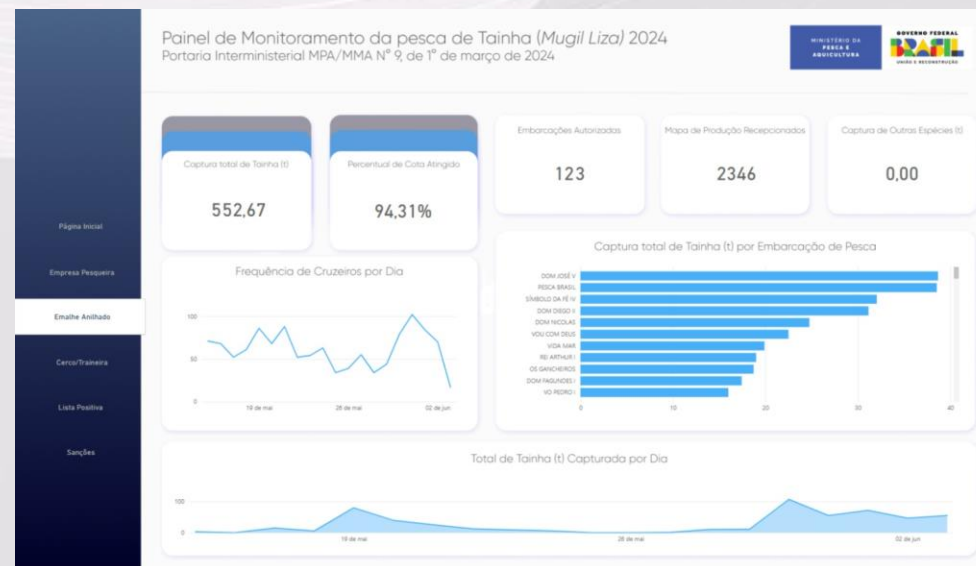 Painel de Monitoramento da pesca de Tainha (Mugil Liza) 2024
Portaria Interministerial MPA/MMA N° 9, de 1° de março de 2024
MINISTÉRIO DA
PESCA E
AQUICULTURA
GOVERNO FEDERAL
BRASIL
UNIÃO E RECONSTRUÇÃO
Página Inicial
Empresa Pesqueira
Emalhe Anilhado
Cerco/Traineira
Lista Positiva
Sanções
Captura total de Tainha (t)
552,67
Percentual de Cota Atingido
94,31%
Embarcações Autorizadas
123
Mapa de Produção Recepcionados
2346
Captura de Outras Espécies (t)
0,00
Frequência de Cruzeiros por Dia
100
50
0
19 de mai
26 de mai
02 de jun
Captura total de Tainha (t) por Embarcação de Pesca
DOM JOSÉ V
PESCA BRASIL
SÍMBOLO DA FÉ IV
DOM DIEGO V
DOM NICOLAS
VOU COM DEUS
VIDA MAR
REI ARTHUR I
OS GANCHEIROS
DOM FAGUNDES I
VO PEDRO I
0
10
20
30
40
Total de Tainha (t) Capturada por Dia
100
0
19 de mai
26 de mai
02 de jun